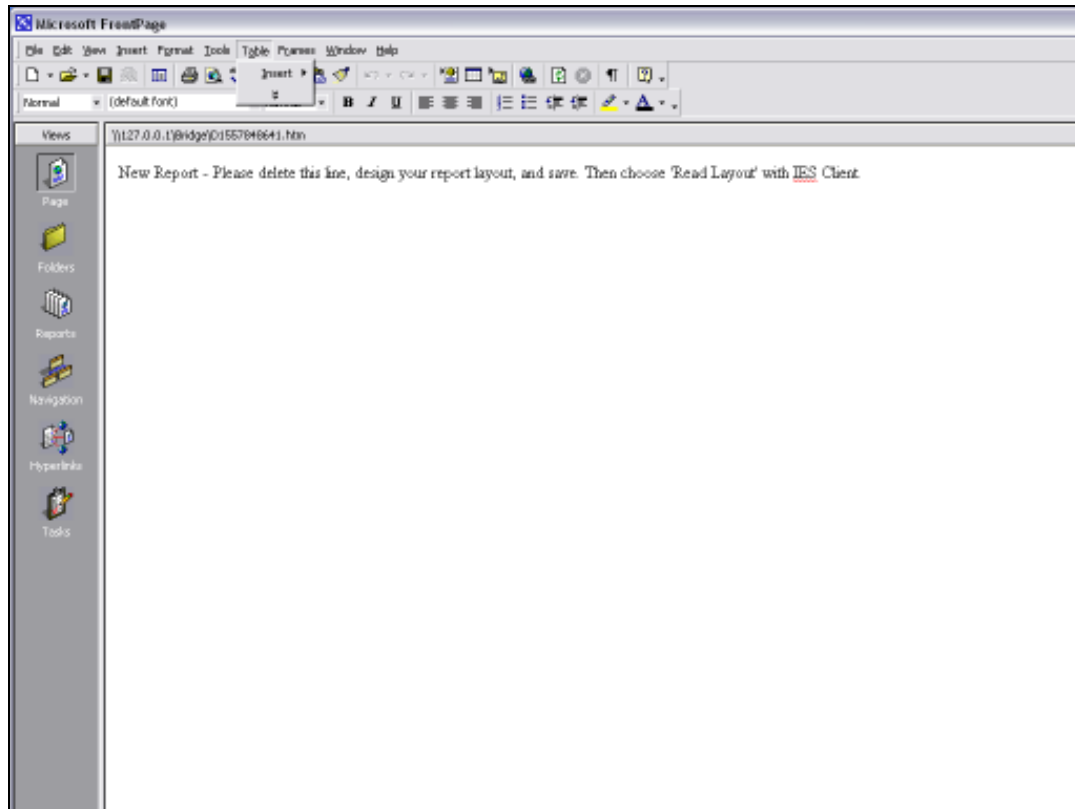 Microsoft FrontPage
File Edit View Insert Format Tools Table Frames Window Help
Insert
Normal (default font)
Views \\127.0.0.1\Bridge\D1557848641.htm
New Report - Please delete this line, design your report layout, and save. Then choose 'Read Layout' with IES Client.
Page
Folders
Reports
Navigation
Hyperlinks
Tasks